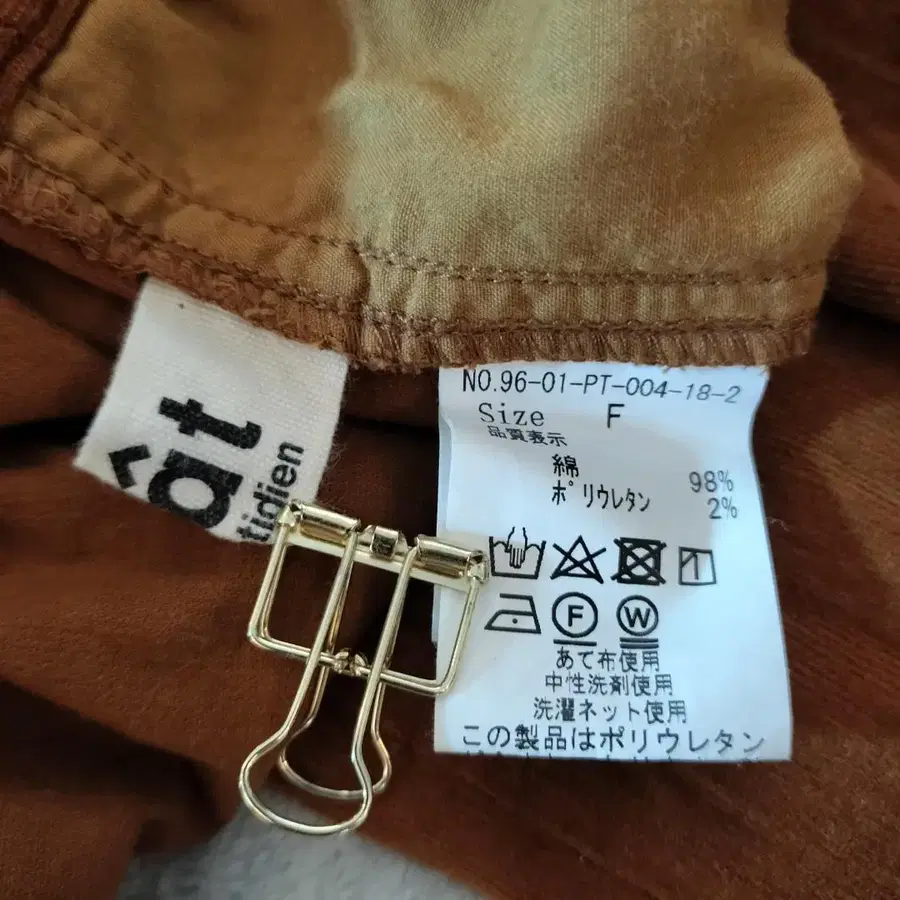 ât
tidien
NO.96-01-PT-004-18-2
Size F
品質表示
綿 98%
ポリウレタン 2%
F W
あて布使用
中性洗剤使用
洗濯ネット使用
この製品はポリウレタン